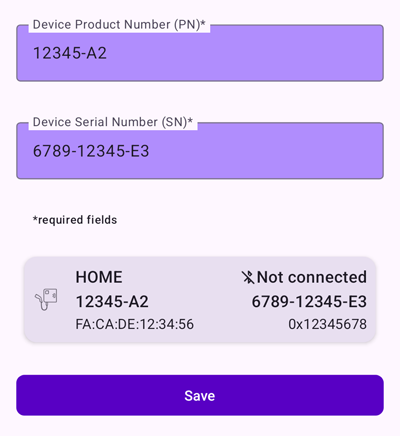 Device Product Number (PN)*
12345-A2
Device Serial Number (SN)*
6789-12345-E3
*required fields
HOME Not connected
12345-A2 6789-12345-E3
FA:CA:DE:12:34:56 0x12345678
Save